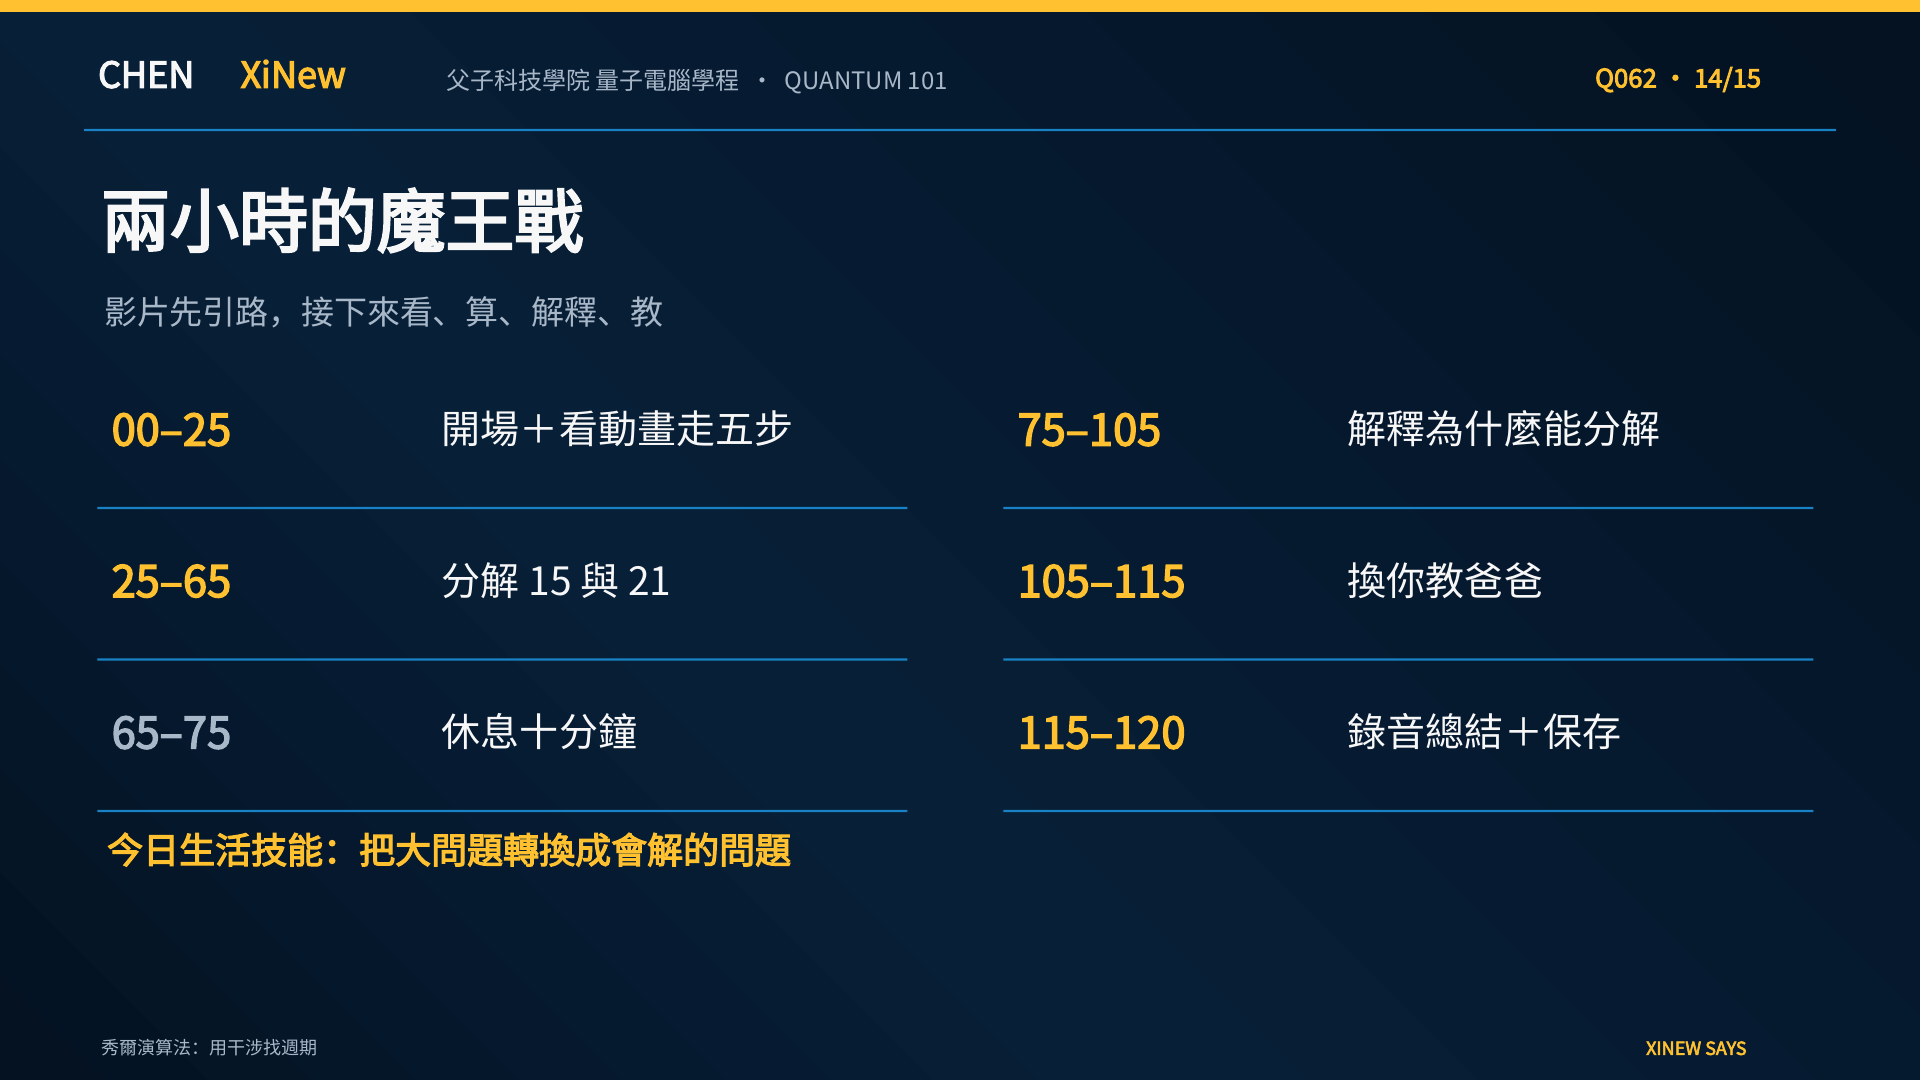 CHEN XiNew 父子科技學院 量子電腦學程 · QUANTUM 101 Q062 · 14/15
兩小時的魔王戰
影片先引路，接下來看、算、解釋、教
00–25 開場＋看動畫走五步
25–65 分解 15 與 21
65–75 休息十分鐘
75–105 解釋為什麼能分解
105–115 換你教爸爸
115–120 錄音總結＋保存
今日生活技能：把大問題轉換成會解的問題
秀爾演算法：用干涉找週期 XINEW SAYS